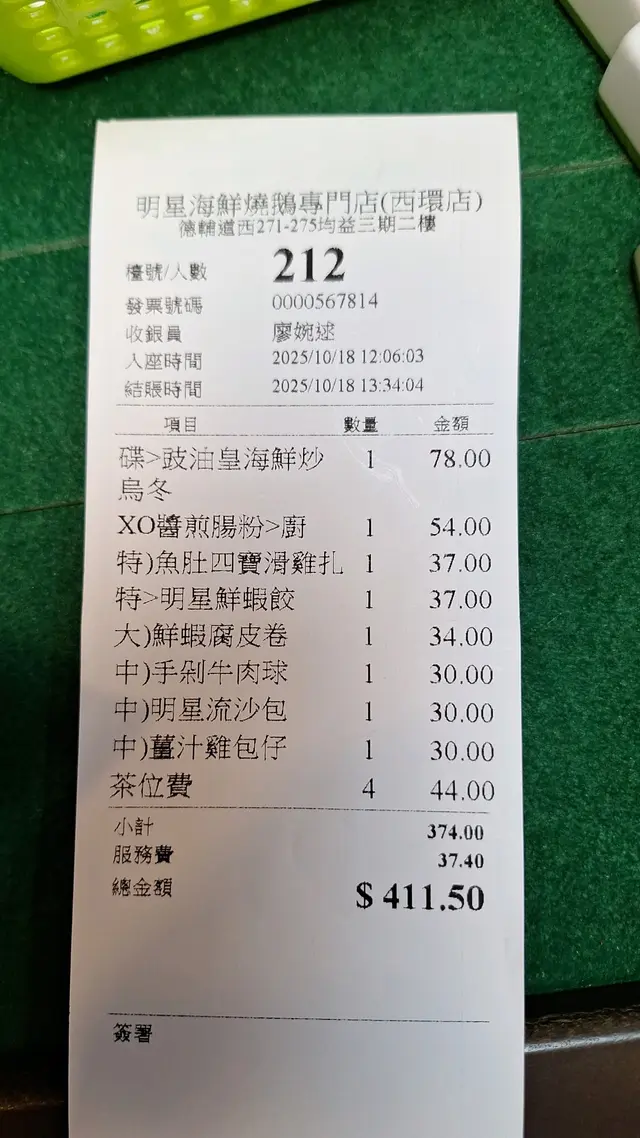 明星海鮮燒鵝專門店(西環店)
德輔道西271-275均益三期二樓
檯號/人數 212
發票號碼 0000567814
收銀員 廖婉逑
入座時間 2025/10/18 12:06:03
結賬時間 2025/10/18 13:34:04
項目 數量 金額
碟>豉油皇海鮮炒 1 78.00
烏冬
XO醬煎腸粉>廚 1 54.00
特)魚肚四寶滑雞扎 1 37.00
特>明星鮮蝦餃 1 37.00
大)鮮蝦腐皮卷 1 34.00
中)手剁牛肉球 1 30.00
中)明星流沙包 1 30.00
中)薑汁雞包仔 1 30.00
茶位費 4 44.00
小計 374.00
服務費 37.40
總金額 $ 411.50
簽署